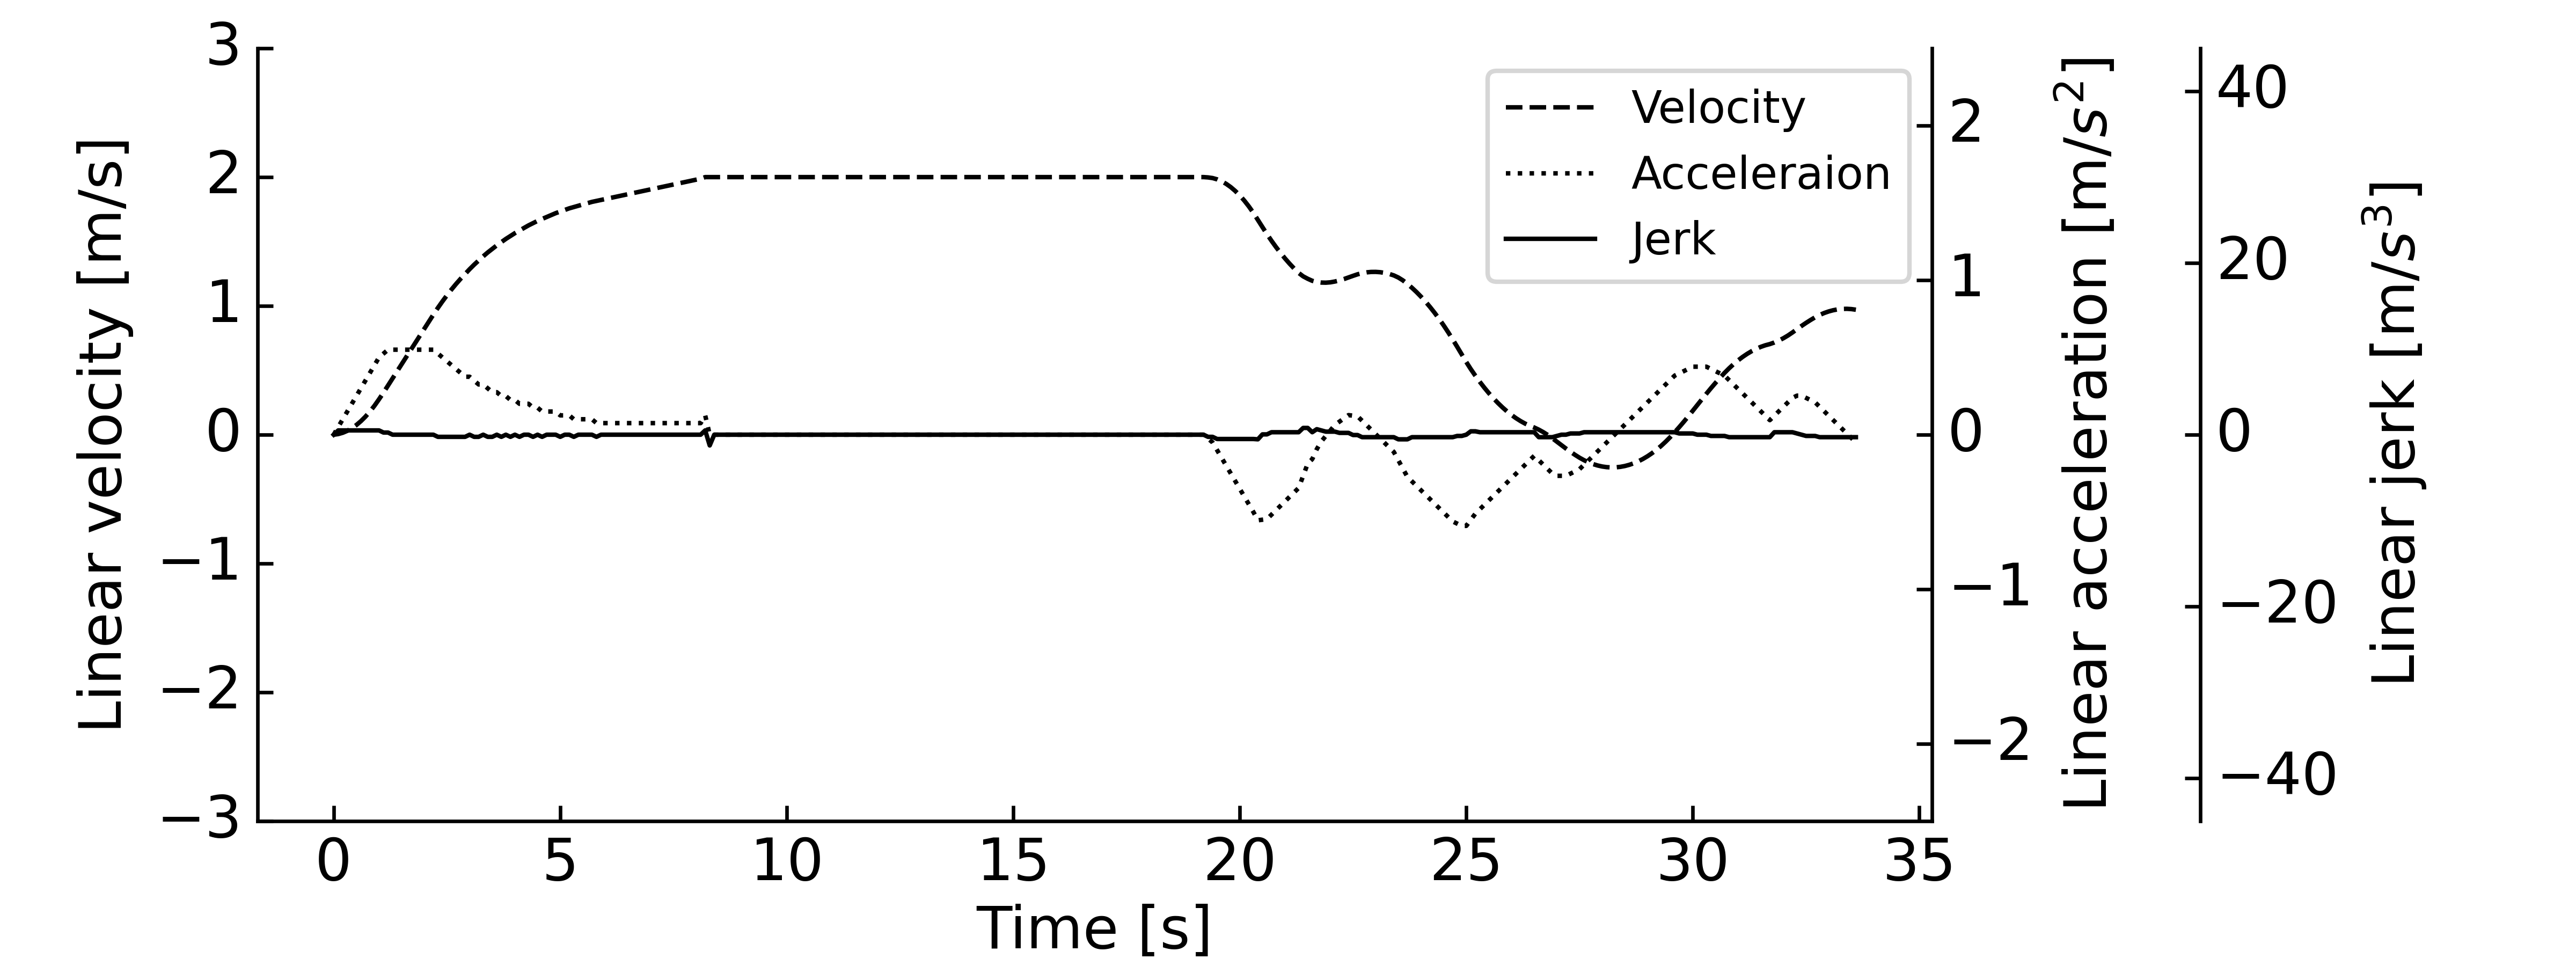 Linear velocity [m/s]
3
2
1
0
−1
−2
−3
0 5 10 15 20 25 30 35
Time [s]
Velocity
Acceleraion
Jerk
2
1
0
−1
−2
Linear acceleration [m/s²]
40
20
0
−20
−40
Linear jerk [m/s³]